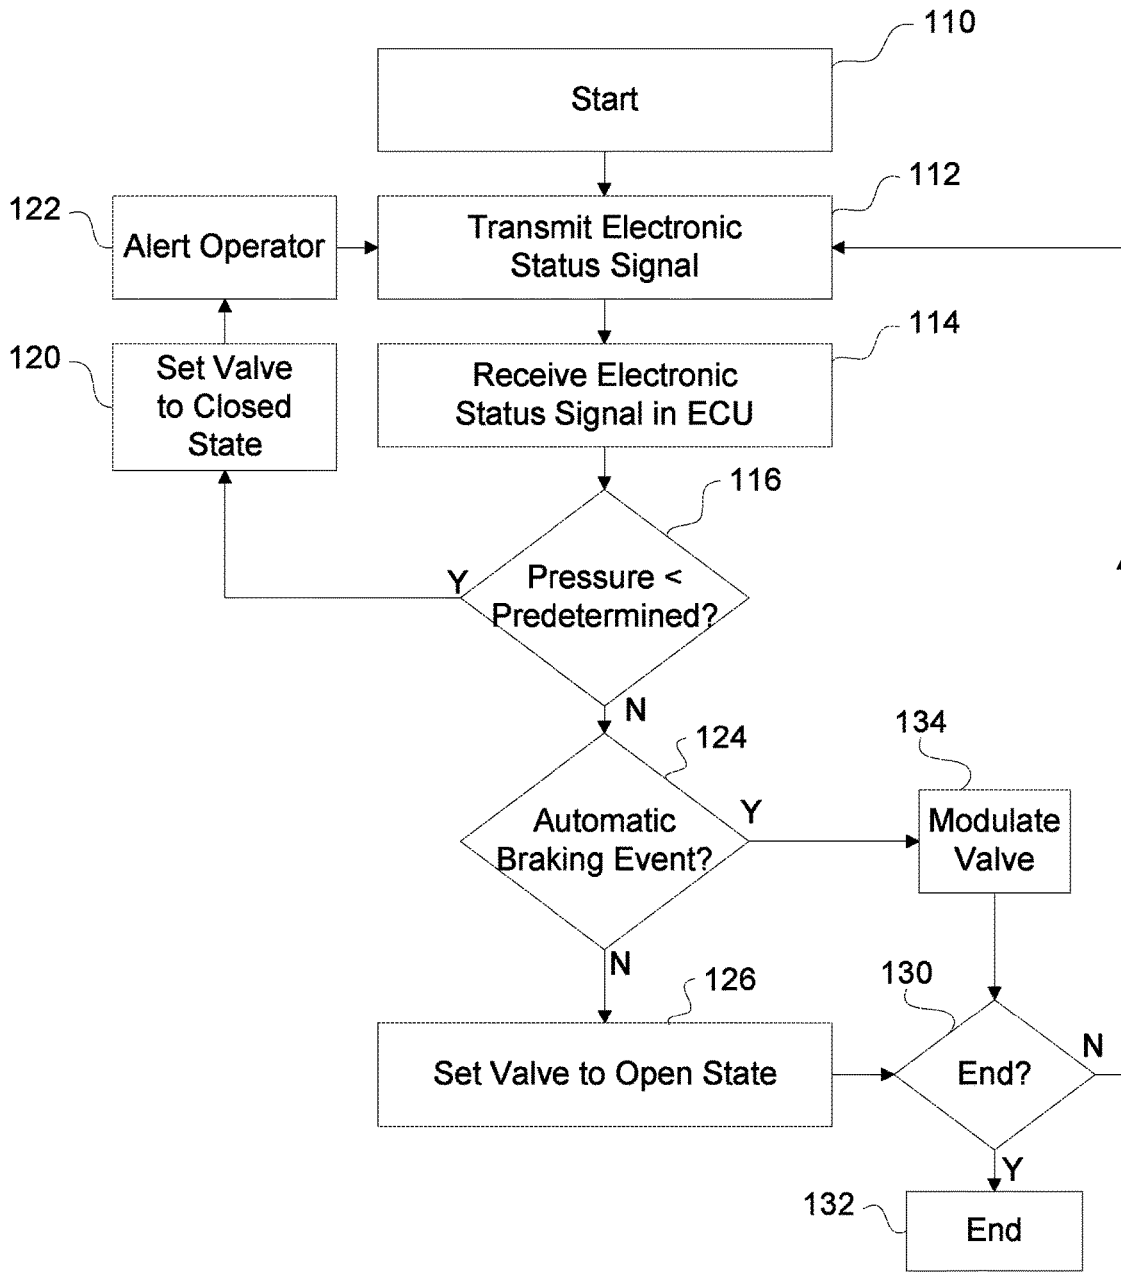 110
Start
112
Transmit Electronic
Status Signal
122
Alert Operator
114
Receive Electronic
Status Signal in ECU
120
Set Valve
to Closed
State
116
Pressure <
Predetermined?
Y
N
124
Automatic
Braking Event?
Y
N
134
Modulate
Valve
126
Set Valve to Open State
130
End?
N
Y
132
End